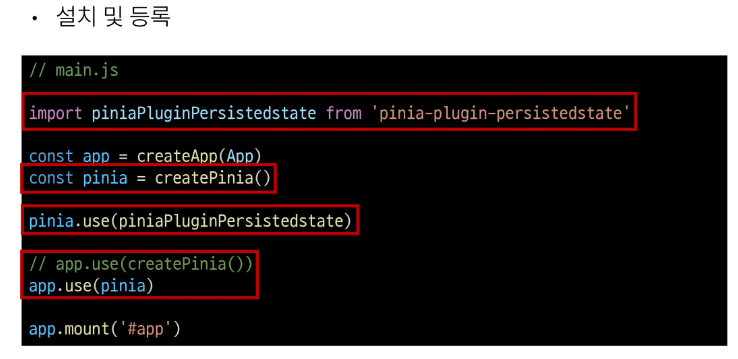 • 설치 및 등록
// main.js
import piniaPluginPersistedstate from 'pinia-plugin-persistedstate'
const app = createApp(App)
const pinia = createPinia()
pinia.use(piniaPluginPersistedstate)
// app.use(createPinia())
app.use(pinia)
app.mount('#app')